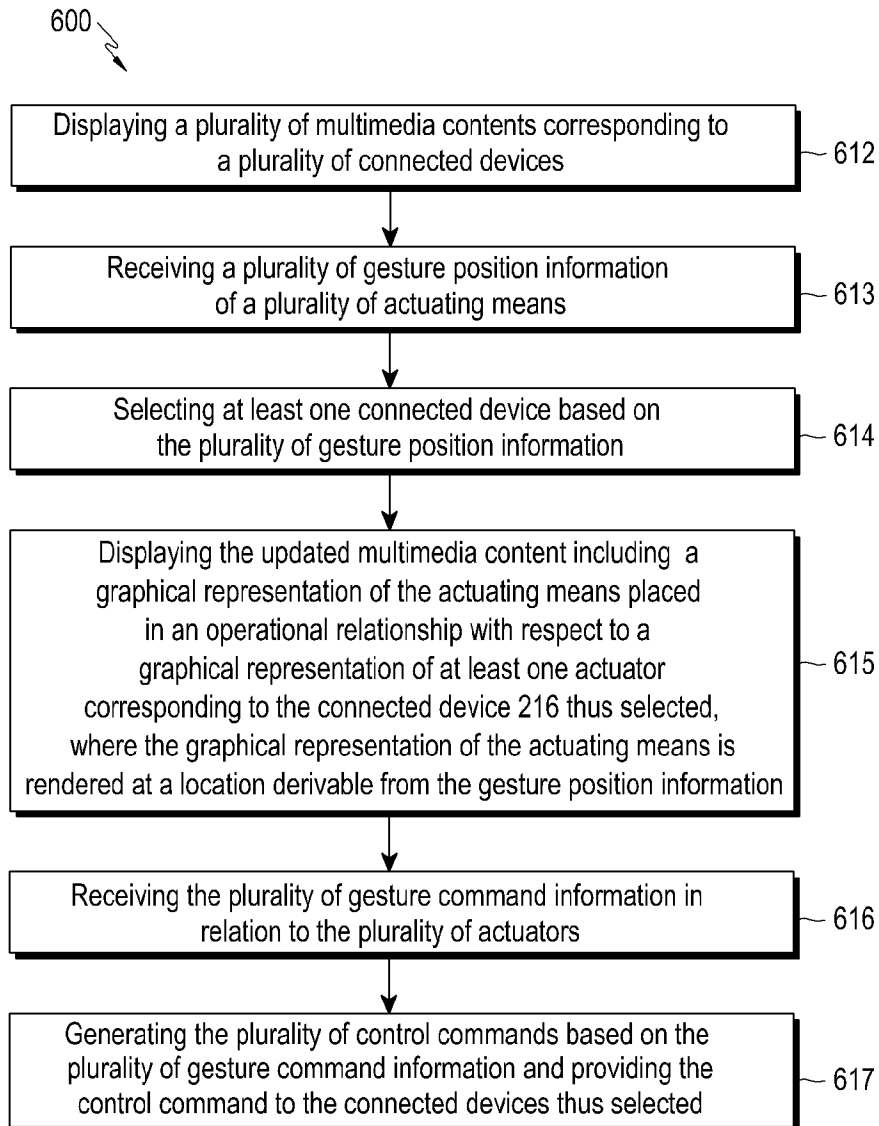 600
Displaying a plurality of multimedia contents corresponding to
a plurality of connected devices
612
Receiving a plurality of gesture position information
of a plurality of actuating means
613
Selecting at least one connected device based on
the plurality of gesture position information
614
Displaying the updated multimedia content including a
graphical representation of the actuating means placed
in an operational relationship with respect to a
graphical representation of at least one actuator
corresponding to the connected device 216 thus selected,
where the graphical representation of the actuating means is
rendered at a location derivable from the gesture position information
615
Receiving the plurality of gesture command information in
relation to the plurality of actuators
616
Generating the plurality of control commands based on the
plurality of gesture command information and providing the
control command to the connected devices thus selected
617